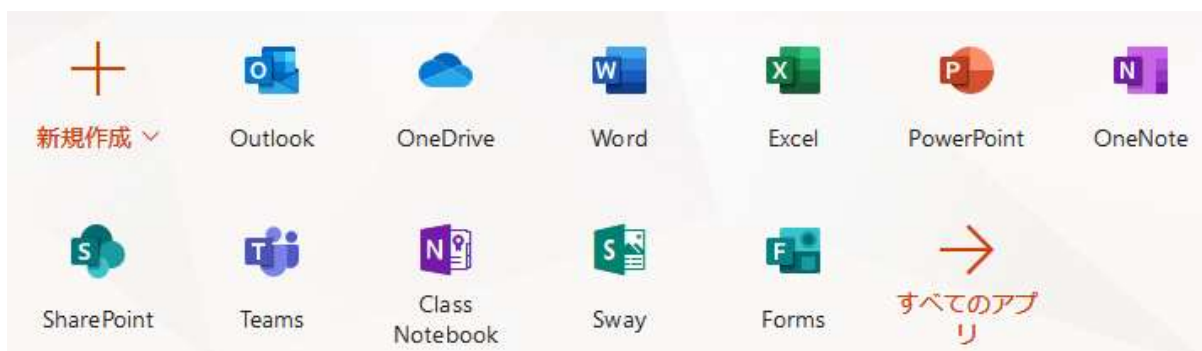 新規作成
Outlook
OneDrive
Word
Excel
PowerPoint
OneNote
SharePoint
Teams
Class
Notebook
Sway
Forms
すべてのアプ
リ